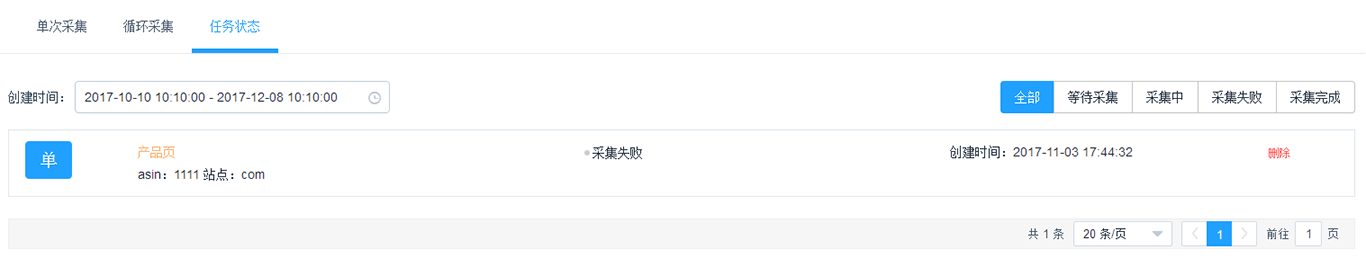 单次采集 循环采集 任务状态
创建时间： 2017-10-10 10:10:00 - 2017-12-08 10:10:00 全部 等待采集 采集中 采集失败 采集完成
单 产品页 采集失败 创建时间：2017-11-03 17:44:32 删除
asin：1111 站点：com
共 1 条 20 条/页 1 前往 1 页